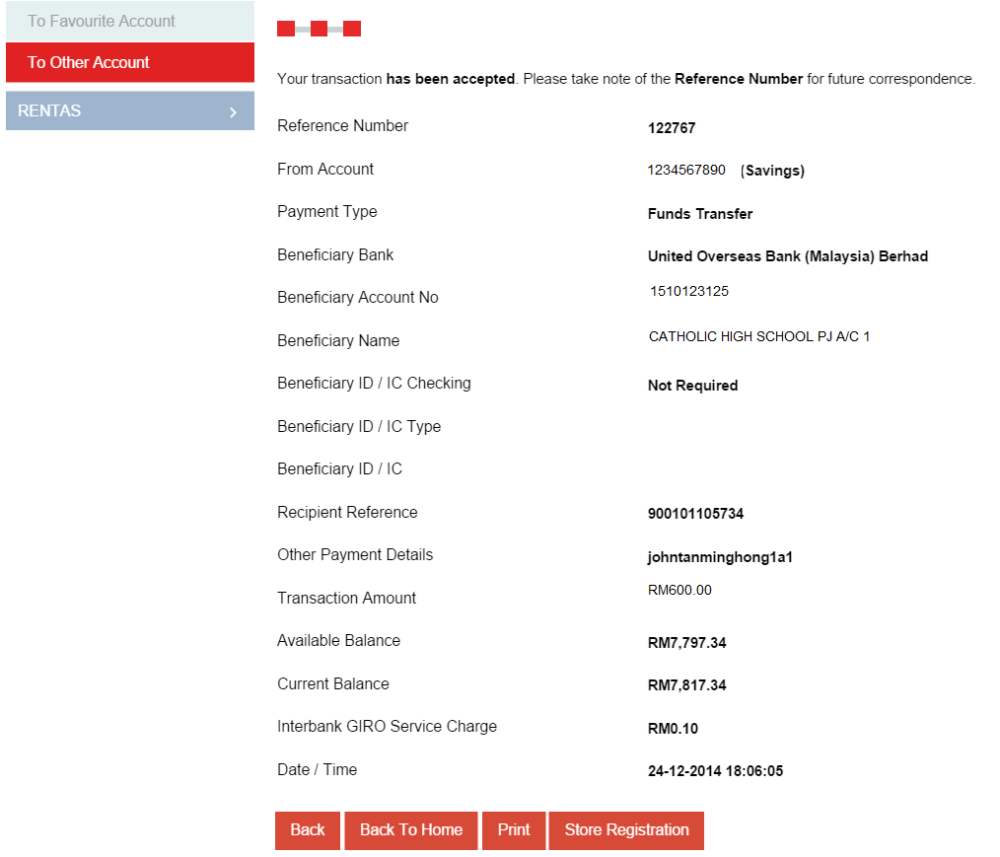 To Favourite Account
To Other Account
RENTAS
Your transaction has been accepted. Please take note of the Reference Number for future correspondence.
Reference Number 122767
From Account 1234567890 (Savings)
Payment Type Funds Transfer
Beneficiary Bank United Overseas Bank (Malaysia) Berhad
Beneficiary Account No 1510123125
Beneficiary Name CATHOLIC HIGH SCHOOL PJ A/C 1
Beneficiary ID / IC Checking Not Required
Beneficiary ID / IC Type
Beneficiary ID / IC
Recipient Reference 900101105734
Other Payment Details johntanminghong1a1
Transaction Amount RM600.00
Available Balance RM7,797.34
Current Balance RM7,817.34
Interbank GIRO Service Charge RM0.10
Date / Time 24-12-2014 18:06:05
Back Back To Home Print Store Registration